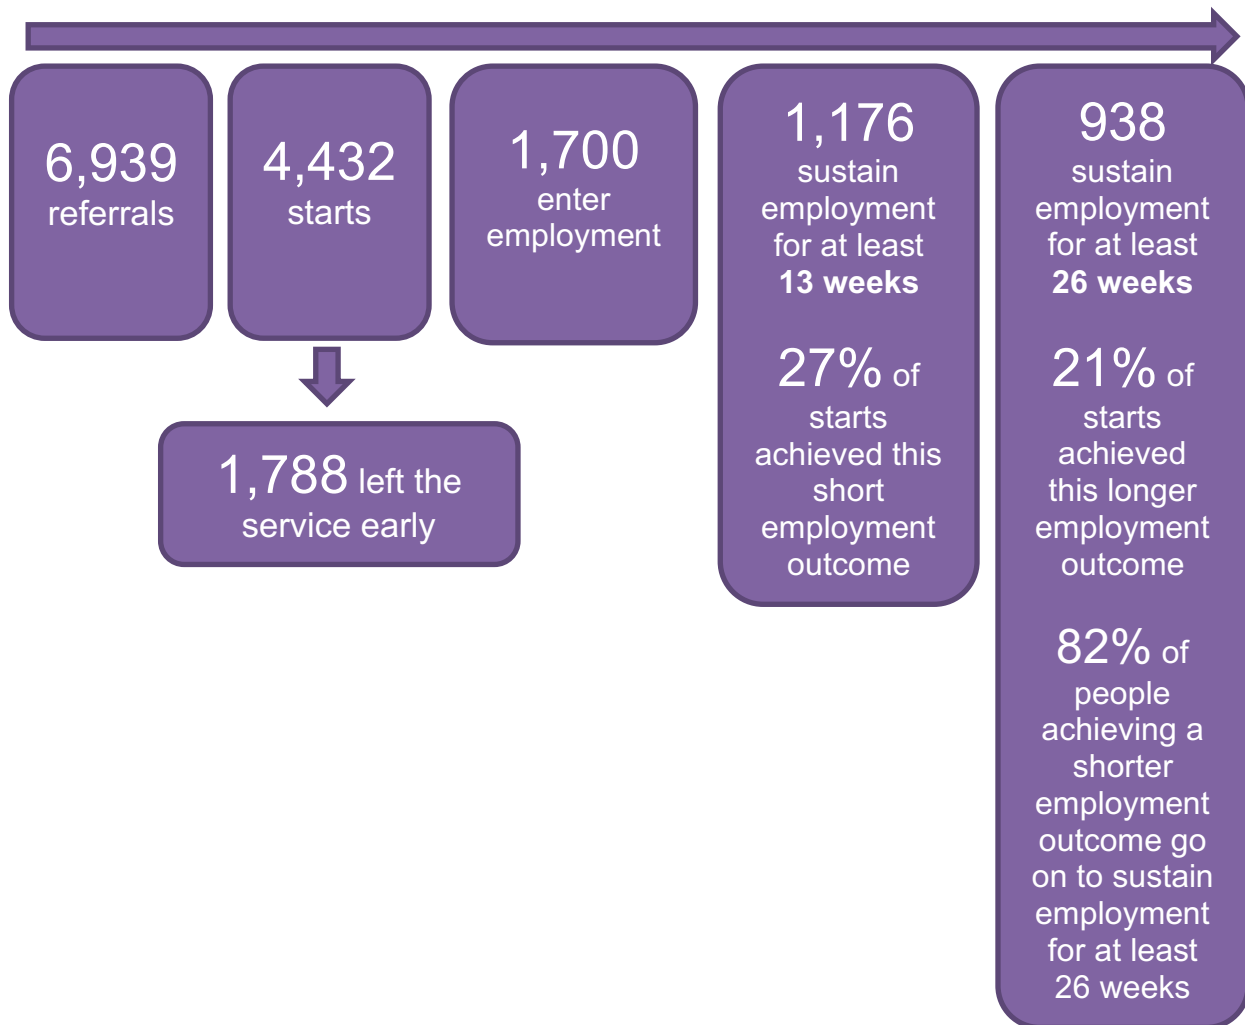 6,939
referrals
4,432
starts
1,788 left the
service early
1,700
enter
employment
1,176
sustain
employment
for at least
13 weeks
27% of
starts
achieved this
short
employment
outcome
938
sustain
employment
for at least
26 weeks
21% of
starts
achieved
this longer
employment
outcome
82% of
people
achieving a
shorter
employment
outcome go
on to sustain
employment
for at least
26 weeks